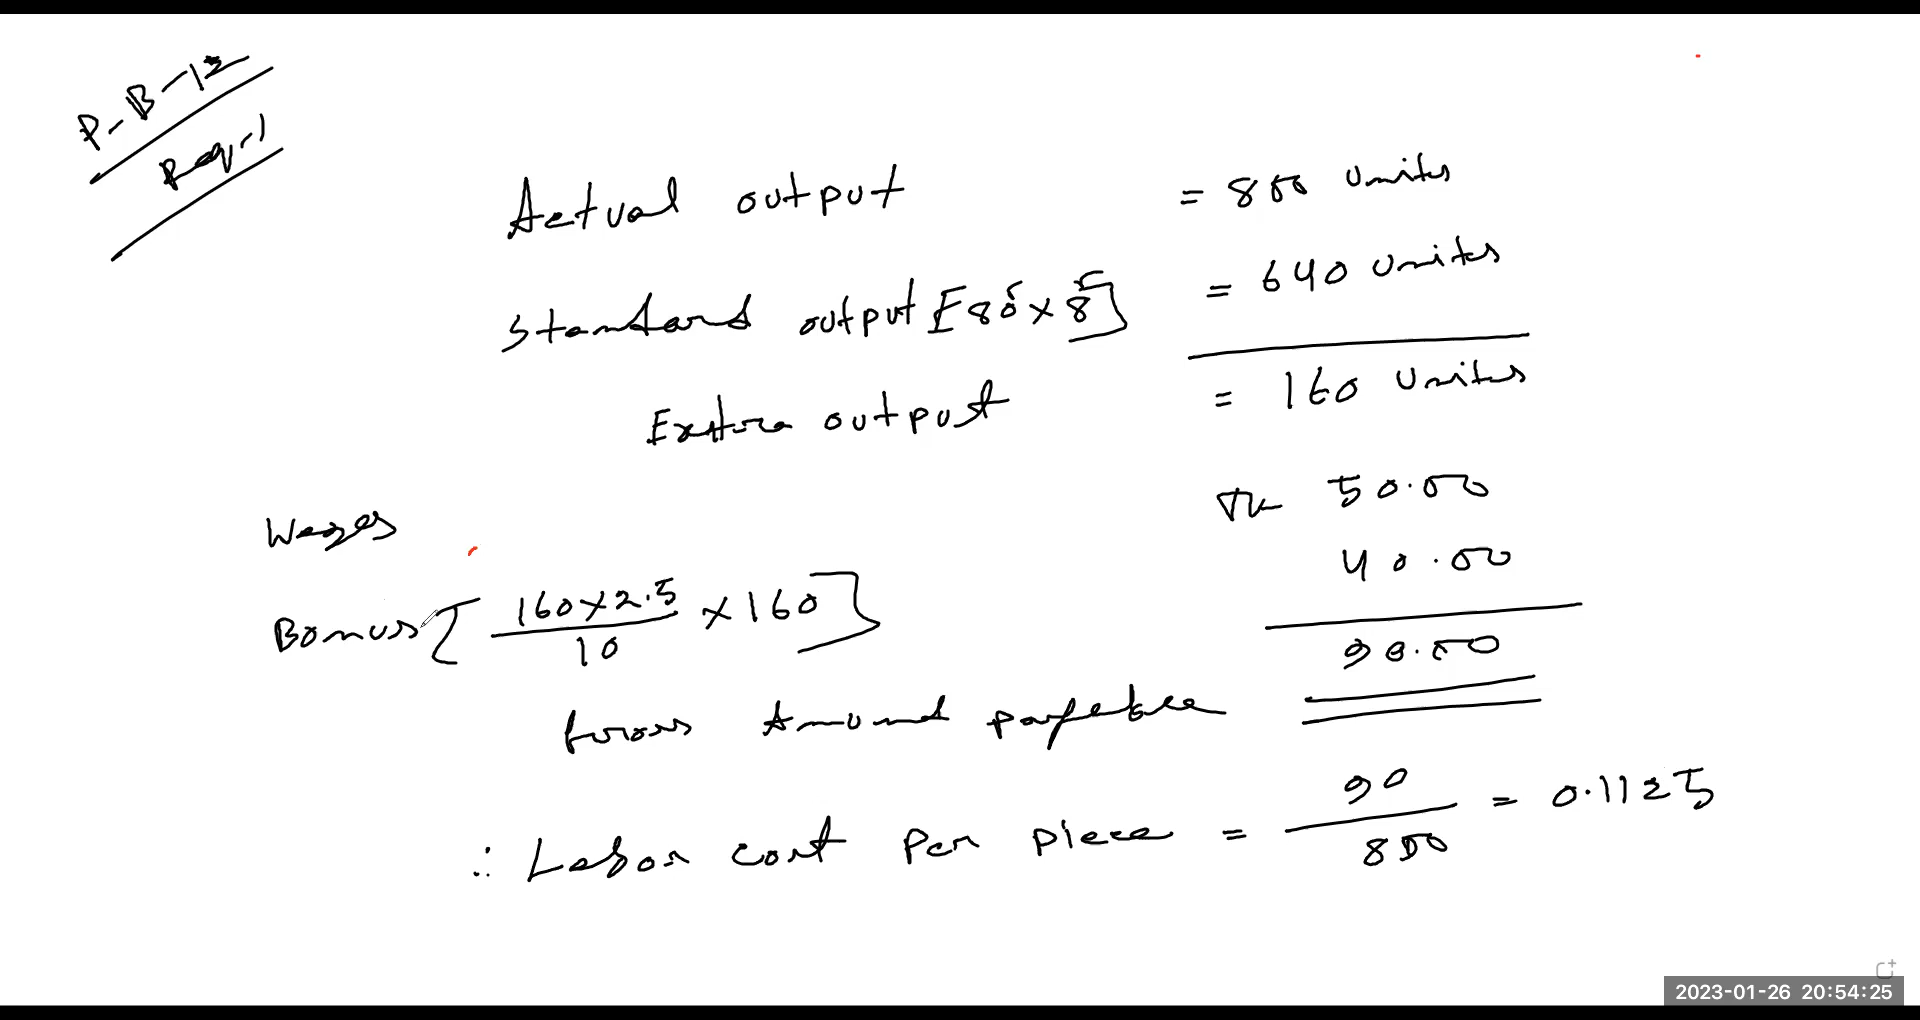 P-B-12
Req-1
Actual output = 800 units
Standard output [80 × 8] = 640 units
Extra output = 160 units
Wages Tk 50.00
Bonus [160×2.5/10 × 160] 40.00
90.00
Gross Amount payable
∴ Labor cost Per piece = 90/800 = 0.1125
2023-01-26 20:54:25